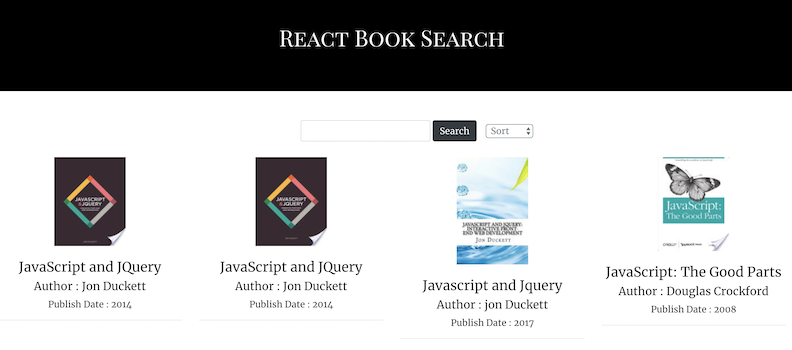 React Book Search
Search
Sort
JAVASCRIPT
& JQUERY
JavaScript and JQuery
Author : Jon Duckett
Publish Date : 2014
JAVASCRIPT
& JQUERY
JavaScript and JQuery
Author : Jon Duckett
Publish Date : 2014
JAVASCRIPT AND JQUERY:
INTERACTIVE FRONT-
END WEB DEVELOPMENT
JON DUCKETT
Javascript and Jquery
Author : jon Duckett
Publish Date : 2017
JavaScript:
The Good Parts
O'REILLY
YAHOO! PRESS
JavaScript: The Good Parts
Author : Douglas Crockford
Publish Date : 2008